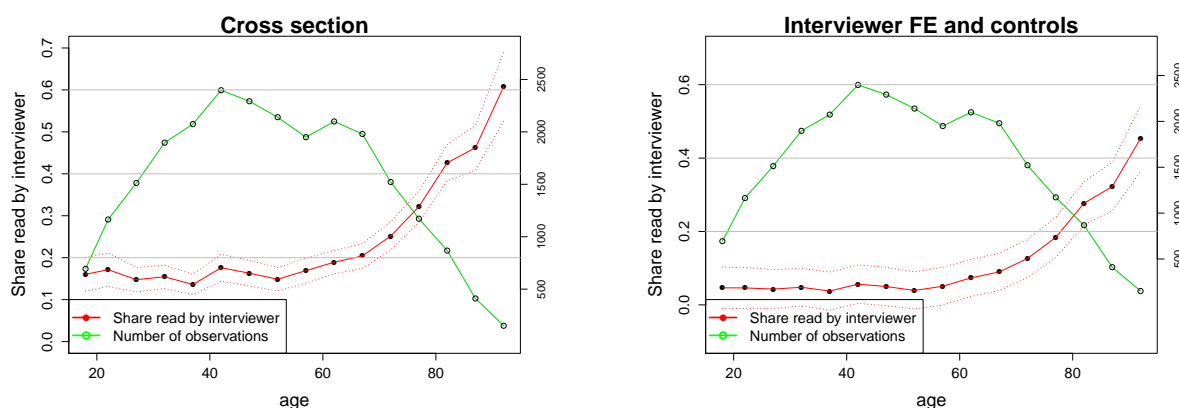 Cross section
0.7
0.6
0.5
0.4
0.3
0.2
0.1
0.0
Share read by interviewer
2500
2000
1500
1000
500
Share read by interviewer
Number of observations
20 40 60 80
age
Interviewer FE and controls
0.6
0.4
0.2
0.0
Share read by interviewer
2500
2000
1500
1000
500
Share read by interviewer
Number of observations
20 40 60 80
age